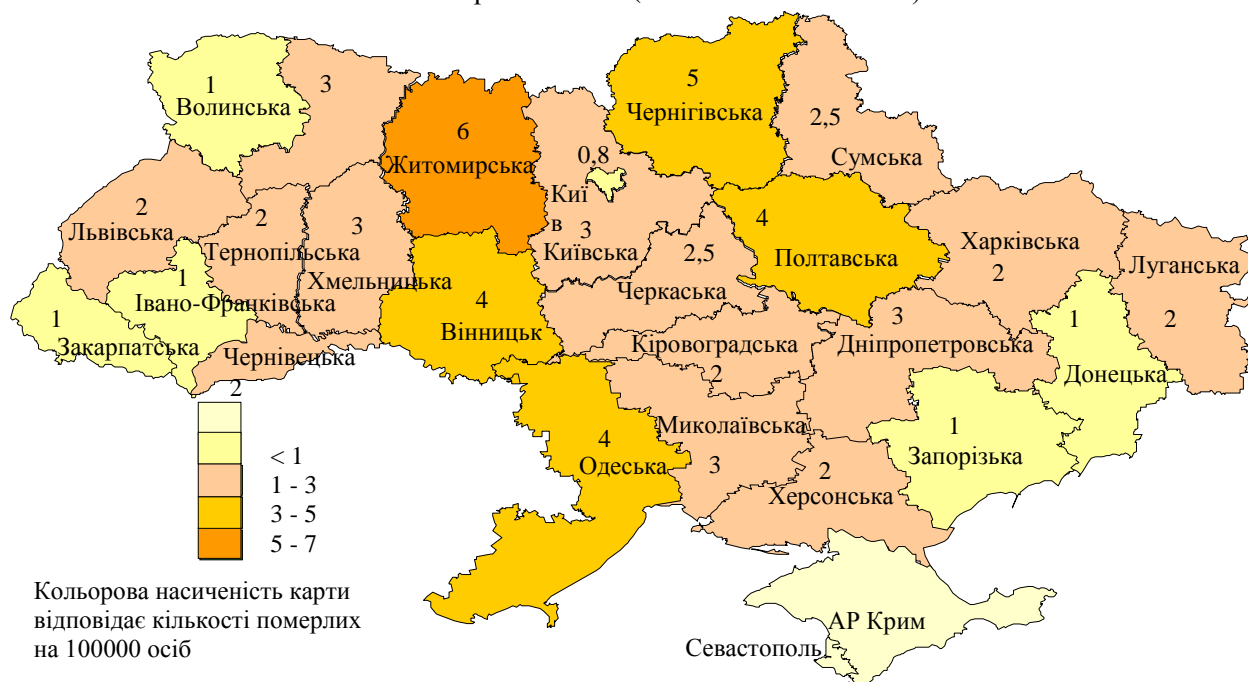 1
Волинська
3
6
Житомирська
5
Чернігівська
2,5
Сумська
0,8
Киї
в
3
Київська
2
Львівська
2
Тернопільська
3
Хмельницька
2,5
Черкаська
4
Полтавська
Харківська
2
Луганська
2
1
Івано-Франківська
1
Закарпатська
Чернівецька
2
4
Вінницьк
Кіровоградська
2
3
Дніпропетровська
1
Донецька
4
Одеська
Миколаївська
3
2
Херсонська
1
Запорізька
АР Крим
Севастополь
< 1
1 - 3
3 - 5
5 - 7
Кольорова насиченість карти
відповідає кількості померлих
на 100000 осіб